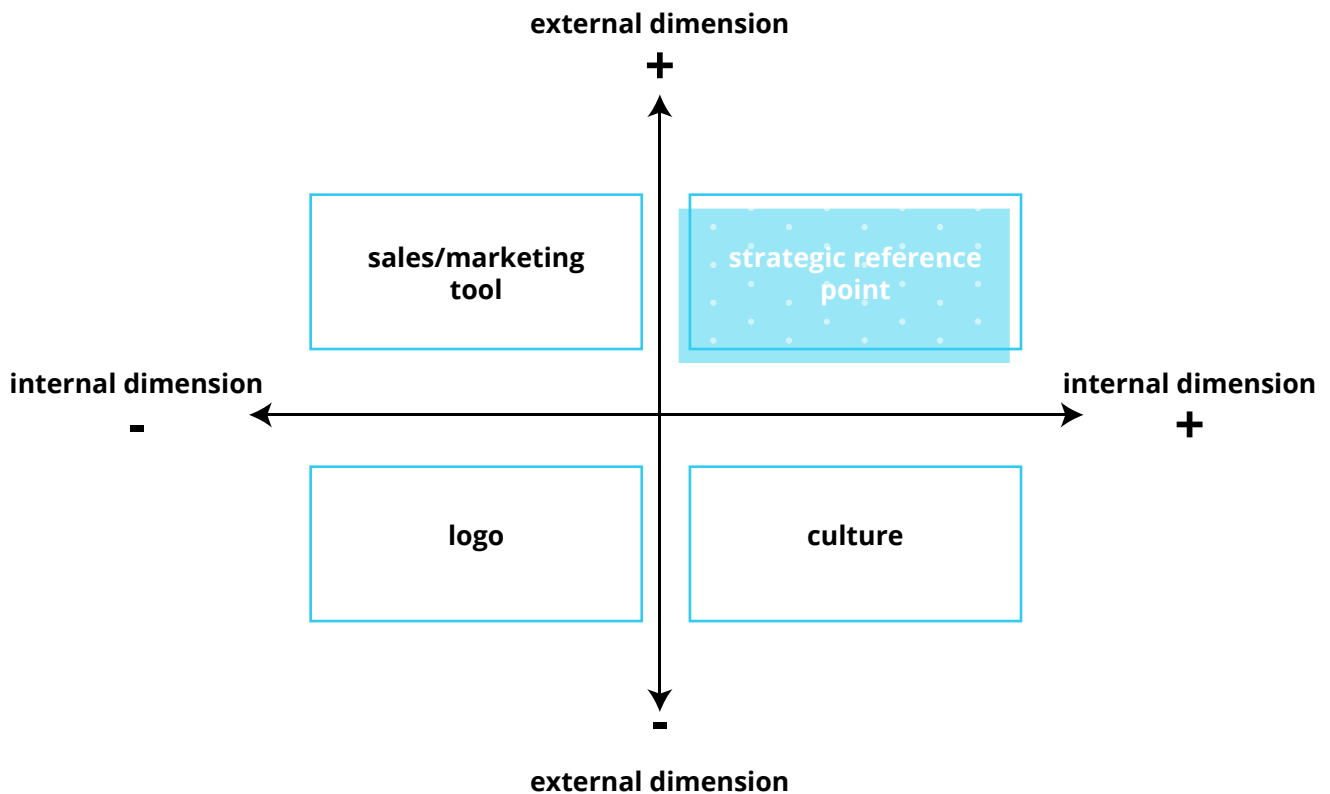 external dimension
+
sales/marketing
tool
strategic reference
point
internal dimension
-
internal dimension
+
logo
culture
-
external dimension